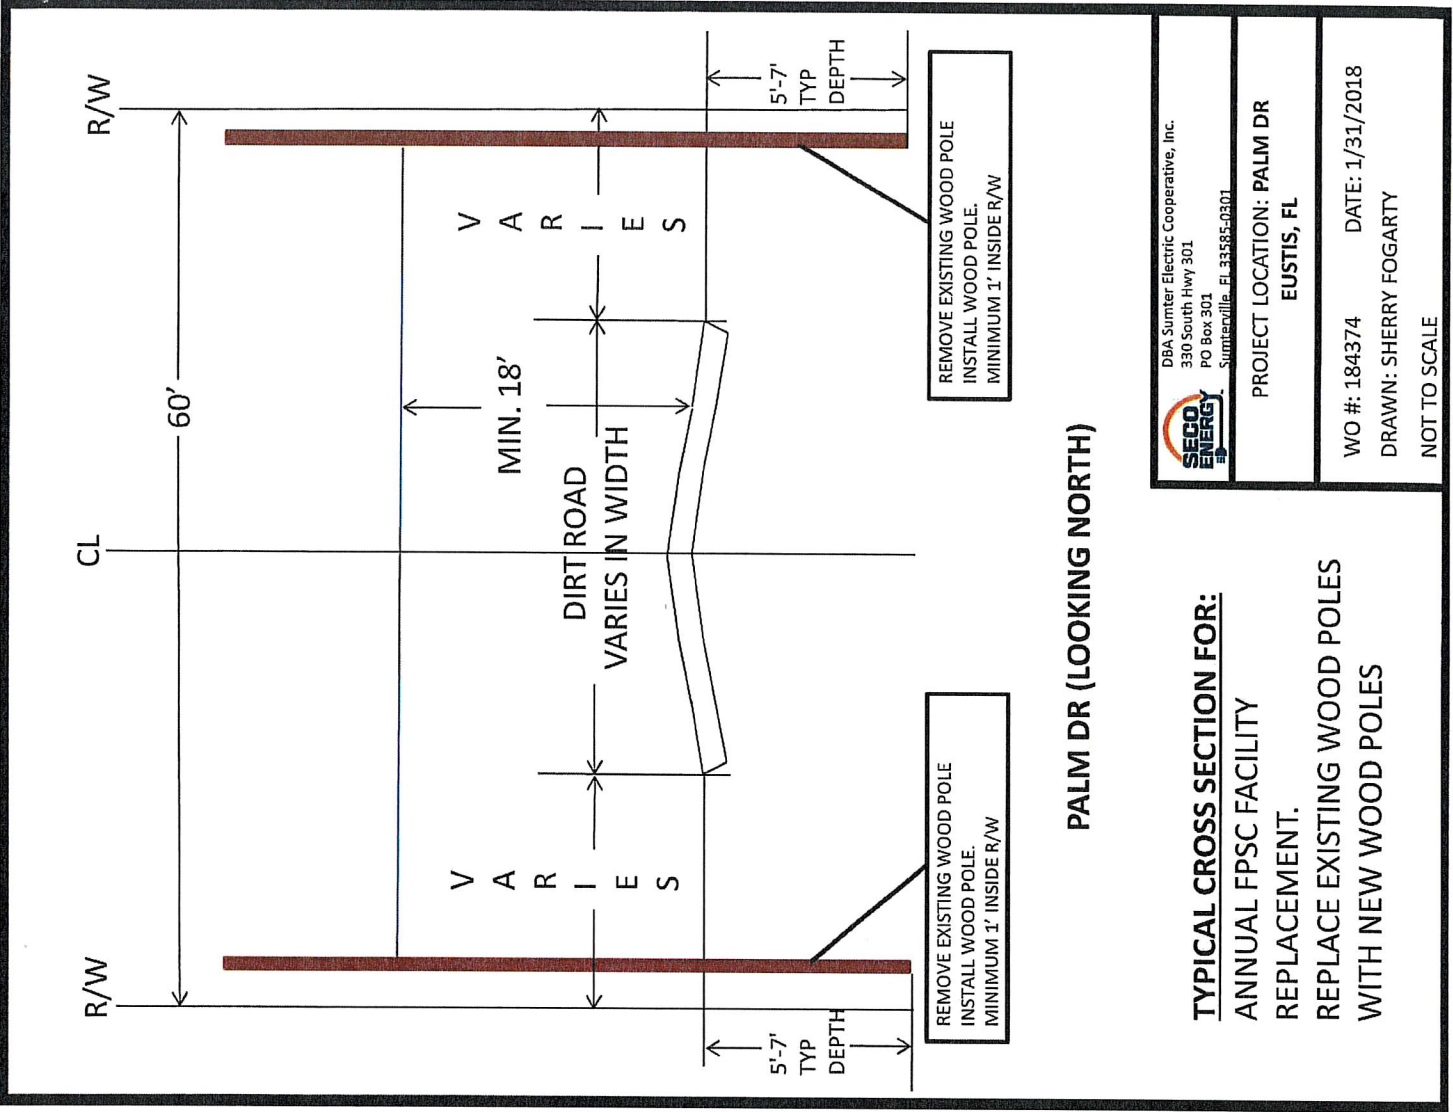 R/W
CL
R/W
60'
MIN. 18'
DIRT ROAD
VARIES IN WIDTH
V
A
R
I
E
S
V
A
R
I
E
S
5'-7'
TYP
DEPTH
5'-7'
TYP
DEPTH
REMOVE EXISTING WOOD POLE
INSTALL WOOD POLE.
MINIMUM 1' INSIDE R/W
REMOVE EXISTING WOOD POLE
INSTALL WOOD POLE.
MINIMUM 1' INSIDE R/W
PALM DR (LOOKING NORTH)
TYPICAL CROSS SECTION FOR:
ANNUAL FPSC FACILITY
REPLACEMENT.
REPLACE EXISTING WOOD POLES
WITH NEW WOOD POLES
SECO
ENERGY
DBA Sumter Electric Cooperative, Inc.
330 South Hwy 301
PO Box 301
Sumterville, FL 33585-0301
PROJECT LOCATION: PALM DR
EUSTIS, FL
WO #: 184374 DATE: 1/31/2018
DRAWN: SHERRY FOGARTY
NOT TO SCALE